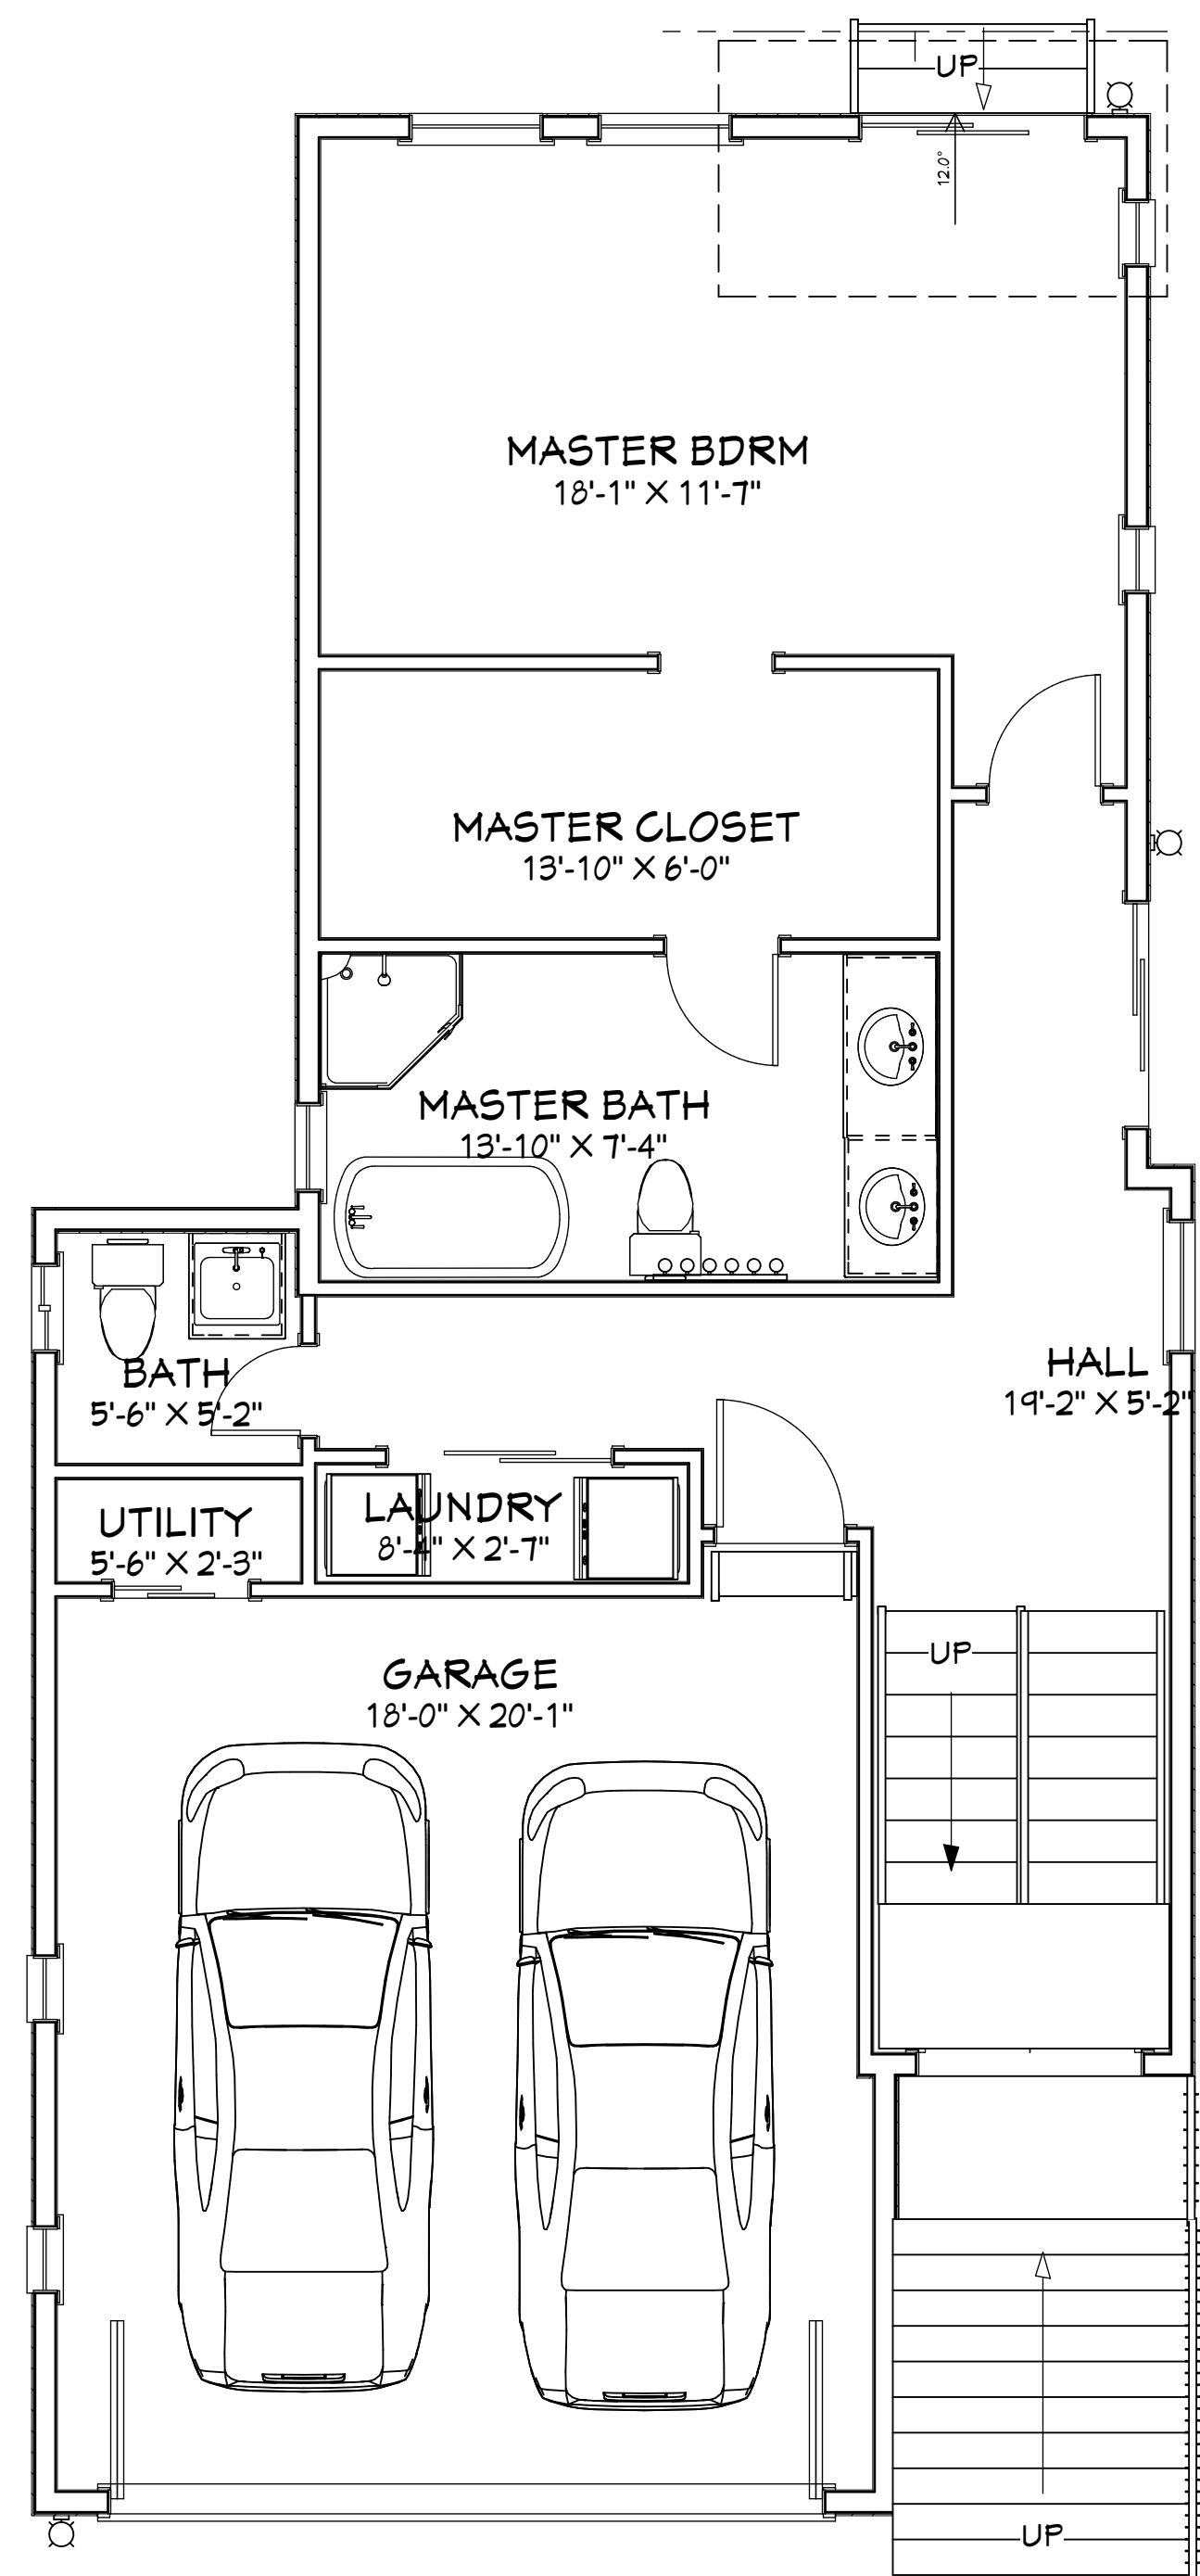 UP
12.0°
MASTER BDRM
18'-1" X 11'-7"
MASTER CLOSET
13'-10" X 6'-0"
MASTER BATH
13'-10" X 7'-4"
BATH
5'-6" X 5'-2"
HALL
19'-2" X 5'-2"
UTILITY
5'-6" X 2'-3"
LAUNDRY
8'-4" X 2'-7"
UP
GARAGE
18'-0" X 20'-1"
UP